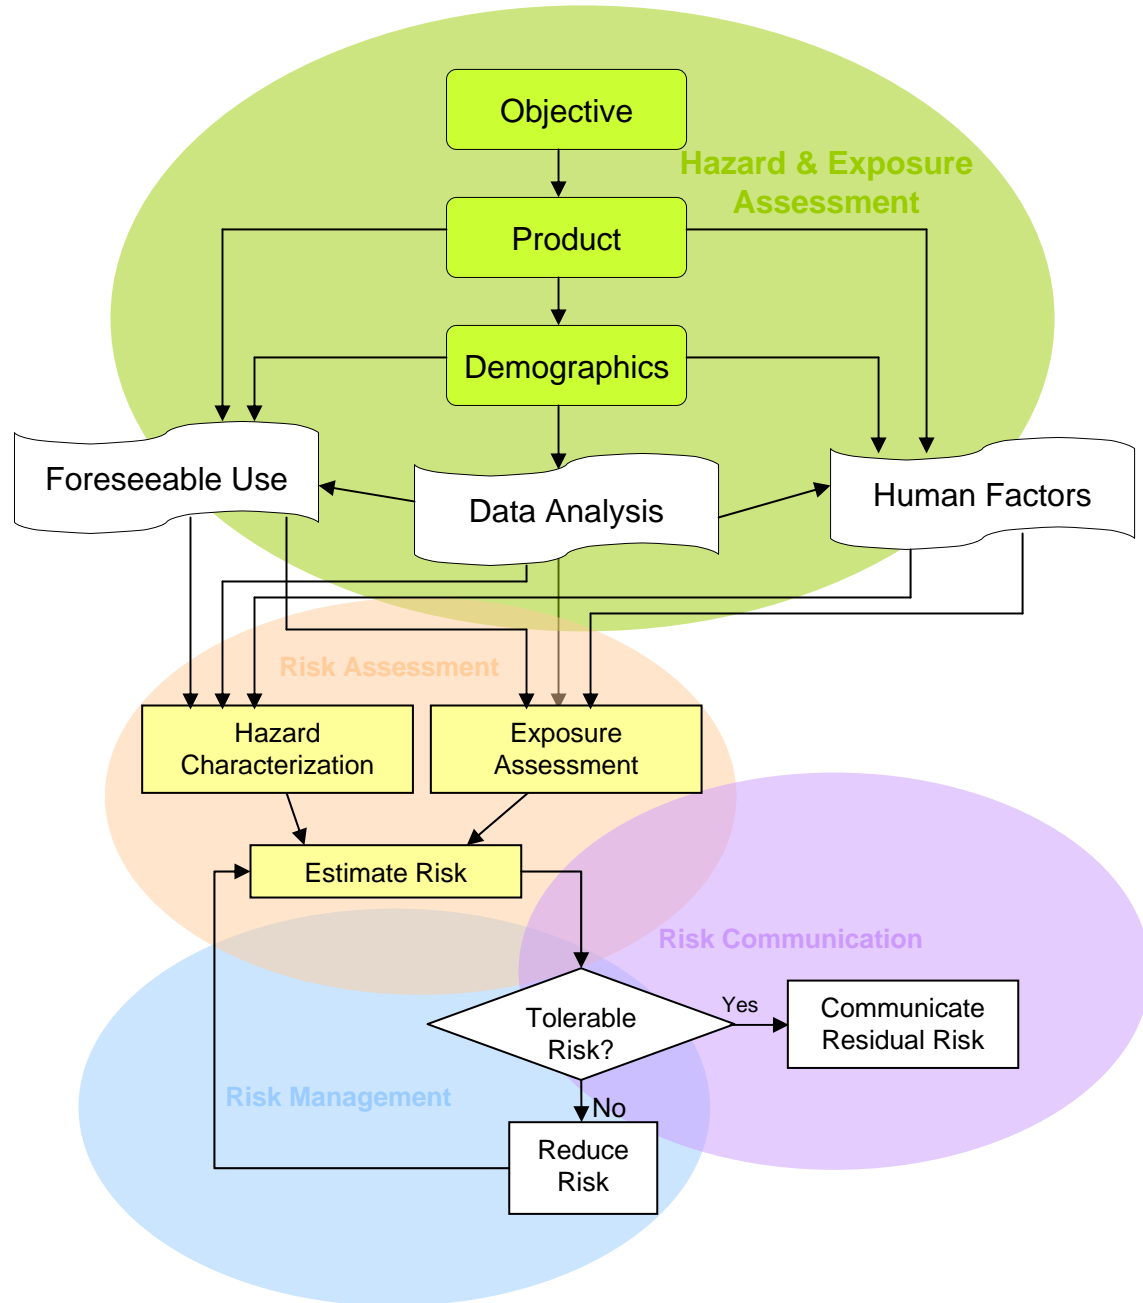 Objective
Hazard & Exposure
Assessment
Product
Demographics
Foreseeable Use
Data Analysis
Human Factors
Risk Assessment
Hazard
Characterization
Exposure
Assessment
Estimate Risk
Risk Communication
Tolerable
Risk?
Yes
Communicate
Residual Risk
Risk Management
No
Reduce
Risk